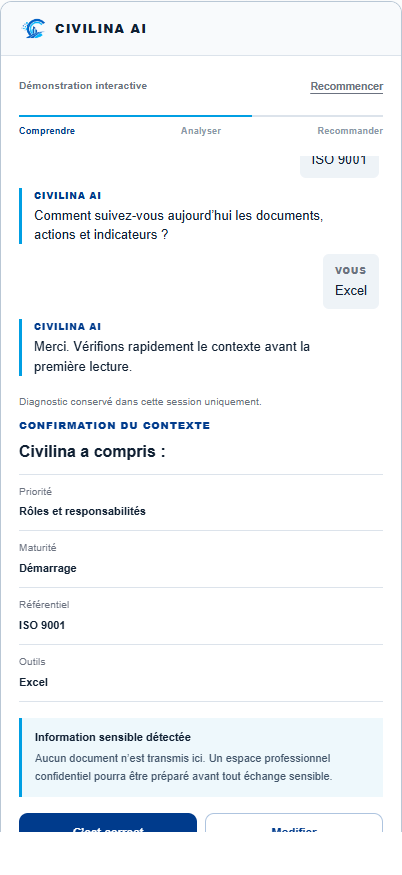 CIVILINA AI
Démonstration interactive
Recommencer
Comprendre
Analyser
Recommander
ISO 9001
CIVILINA AI
Comment suivez-vous aujourd’hui les documents,
actions et indicateurs ?
VOUS
Excel
CIVILINA AI
Merci. Vérifions rapidement le contexte avant la
première lecture.
Diagnostic conservé dans cette session uniquement.
CONFIRMATION DU CONTEXTE
Civilina a compris :
Priorité
Rôles et responsabilités
Maturité
Démarrage
Référentiel
ISO 9001
Outils
Excel
Information sensible détectée
Aucun document n’est transmis ici. Un espace professionnel
confidentiel pourra être préparé avant tout échange sensible.
C’est correct
Modifier